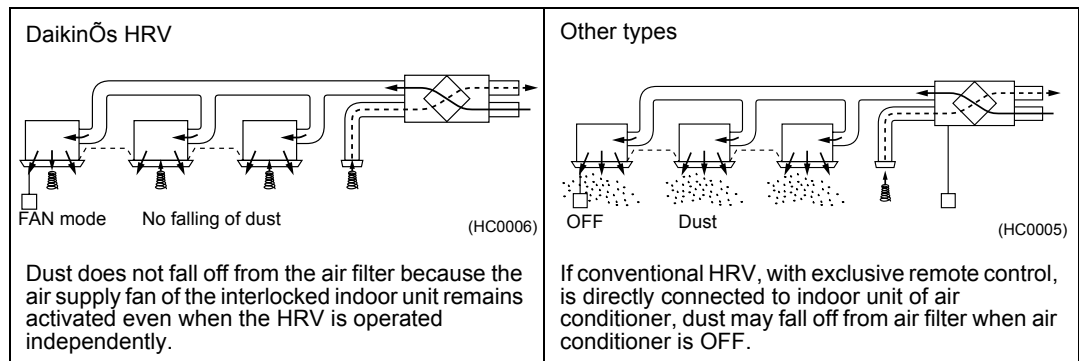 DaikinÕs HRV
FAN mode
No falling of dust
(HC0006)
Dust does not fall off from the air filter because the
air supply fan of the interlocked indoor unit remains
activated even when the HRV is operated
independently.
Other types
OFF
Dust
(HC0005)
If conventional HRV, with exclusive remote control,
is directly connected to indoor unit of air
conditioner, dust may fall off from air filter when air
conditioner is OFF.